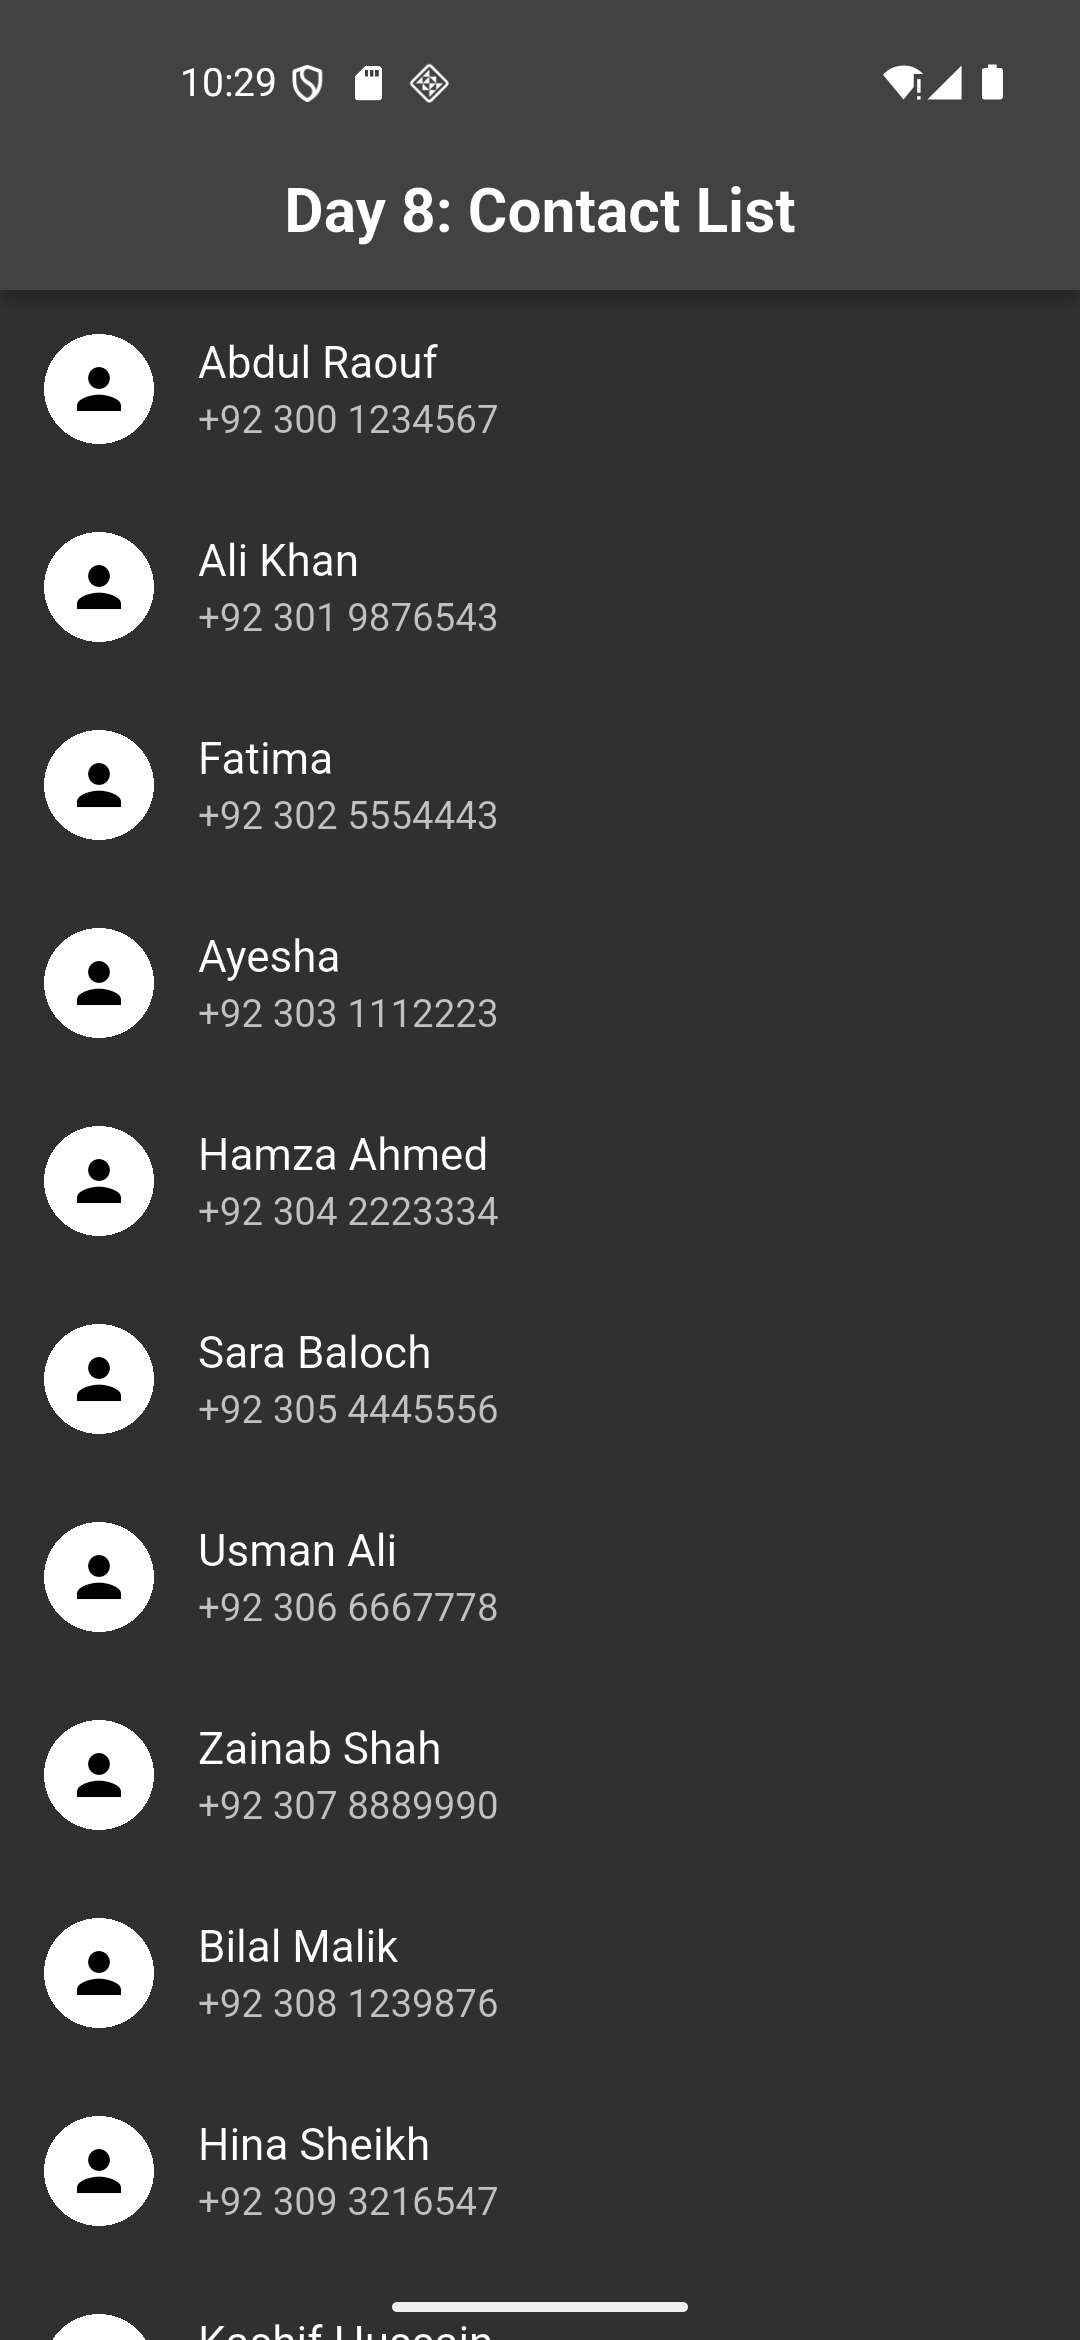 10:29
Day 8: Contact List
Abdul Raouf
+92 300 1234567
Ali Khan
+92 301 9876543
Fatima
+92 302 5554443
Ayesha
+92 303 1112223
Hamza Ahmed
+92 304 2223334
Sara Baloch
+92 305 4445556
Usman Ali
+92 306 6667778
Zainab Shah
+92 307 8889990
Bilal Malik
+92 308 1239876
Hina Sheikh
+92 309 3216547
Kashif Hussain